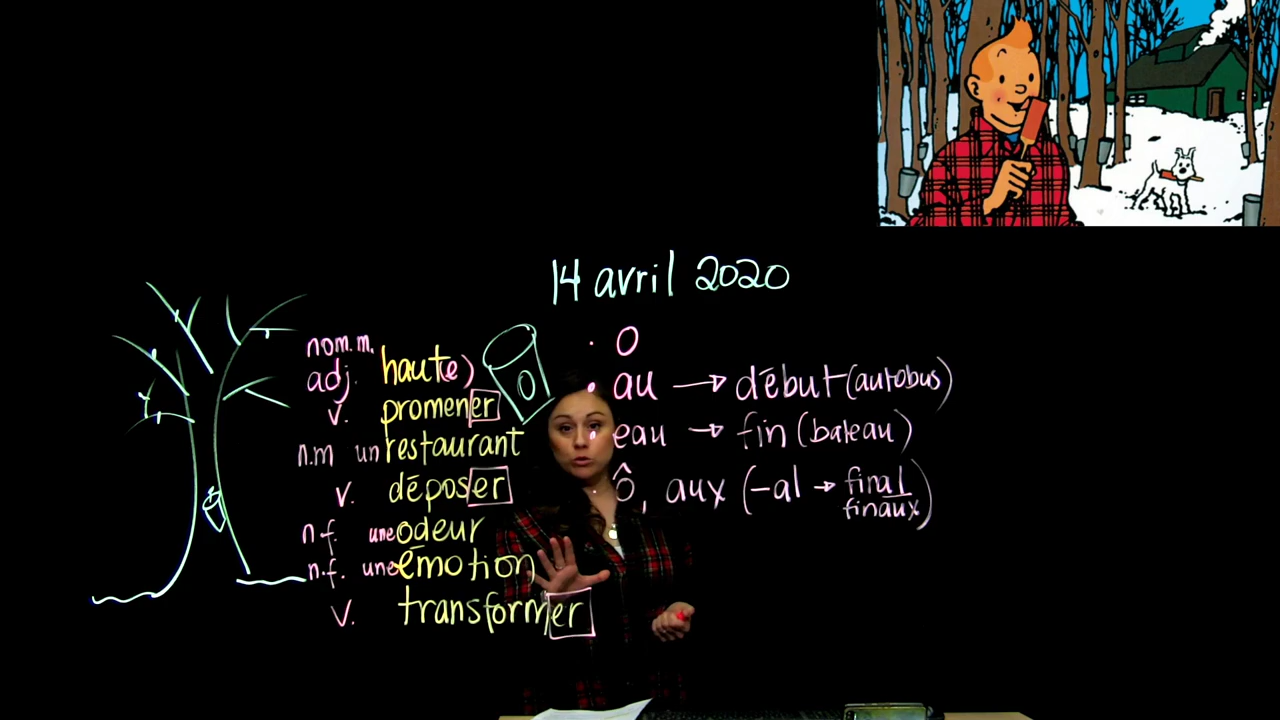 14 avril 2020
nom. m.
adj. haut(e)
v. promener
n.m un restaurant
v. déposer
n.f. une odeur
n.f. une émotion
v. transformer
. O
. au → début (autobus)
. eau → fin (bateau)
. ô, aux (-al → final
finaux)